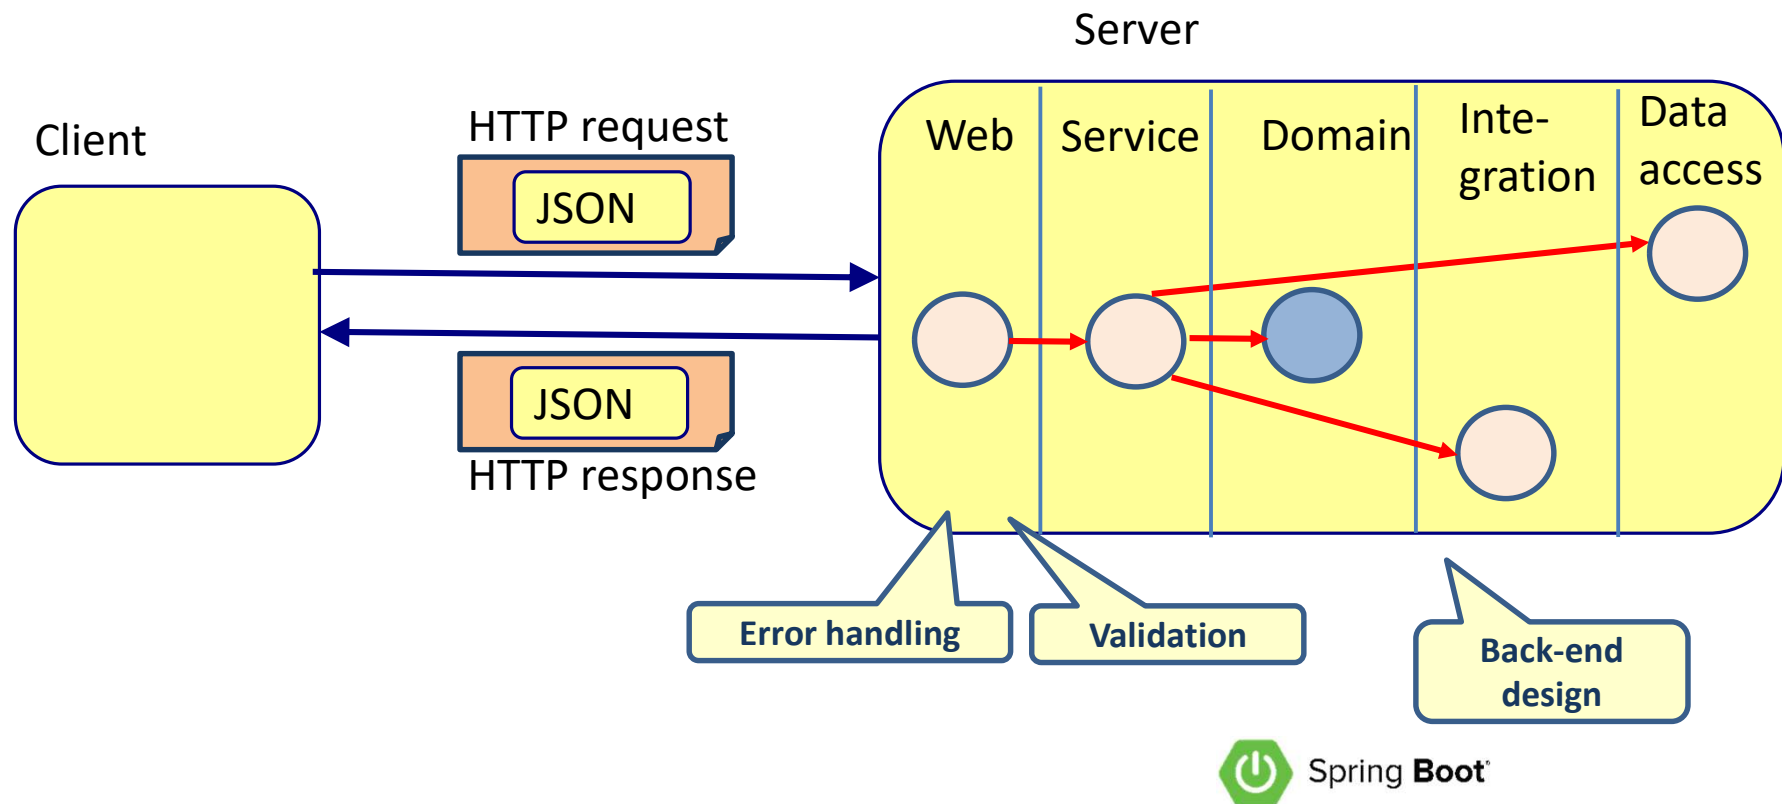 Server
Client
HTTP request
JSON
JSON
HTTP response
Web
Service
Domain
Inte-
gration
Data
access
Error handling
Validation
Back-end
design
Spring Boot